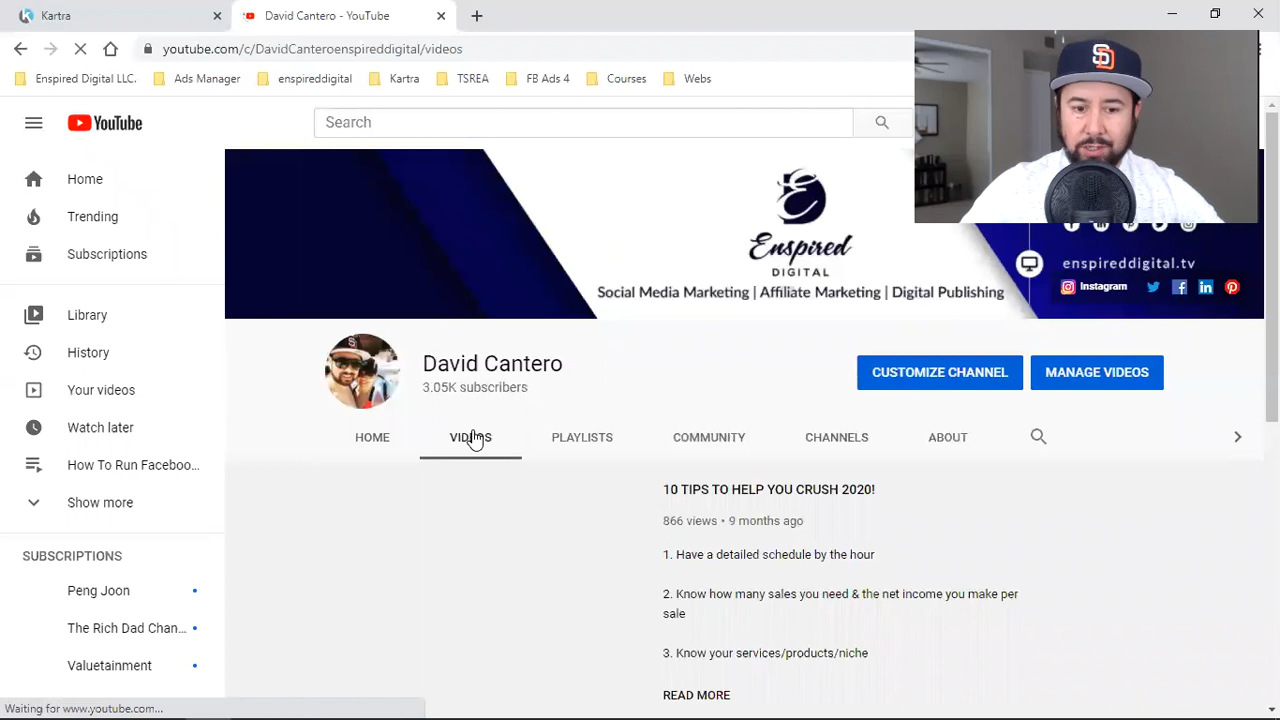 Kartra
David Cantero - YouTube
youtube.com/c/DavidCanteroenspireddigital/videos
Enspired Digital LLC.
Ads Manager
enspireddigital
Kartra
TSREA
FB Ads 4
Courses
Webs
YouTube
Search
SD
Home
Trending
Subscriptions
Library
History
Your videos
Watch later
How To Run Faceboo...
Show more
SUBSCRIPTIONS
Peng Joon
The Rich Dad Chan...
Valuetainment
E
Enspired
DIGITAL
Social Media Marketing | Affiliate Marketing | Digital Publishing
enspireddigital.tv
Instagram
David Cantero
3.05K subscribers
CUSTOMIZE CHANNEL
MANAGE VIDEOS
HOME
VIDEOS
PLAYLISTS
COMMUNITY
CHANNELS
ABOUT
10 TIPS TO HELP YOU CRUSH 2020!
866 views • 9 months ago
1. Have a detailed schedule by the hour
2. Know how many sales you need & the net income you make per
sale
3. Know your services/products/niche
READ MORE
Waiting for www.youtube.com...